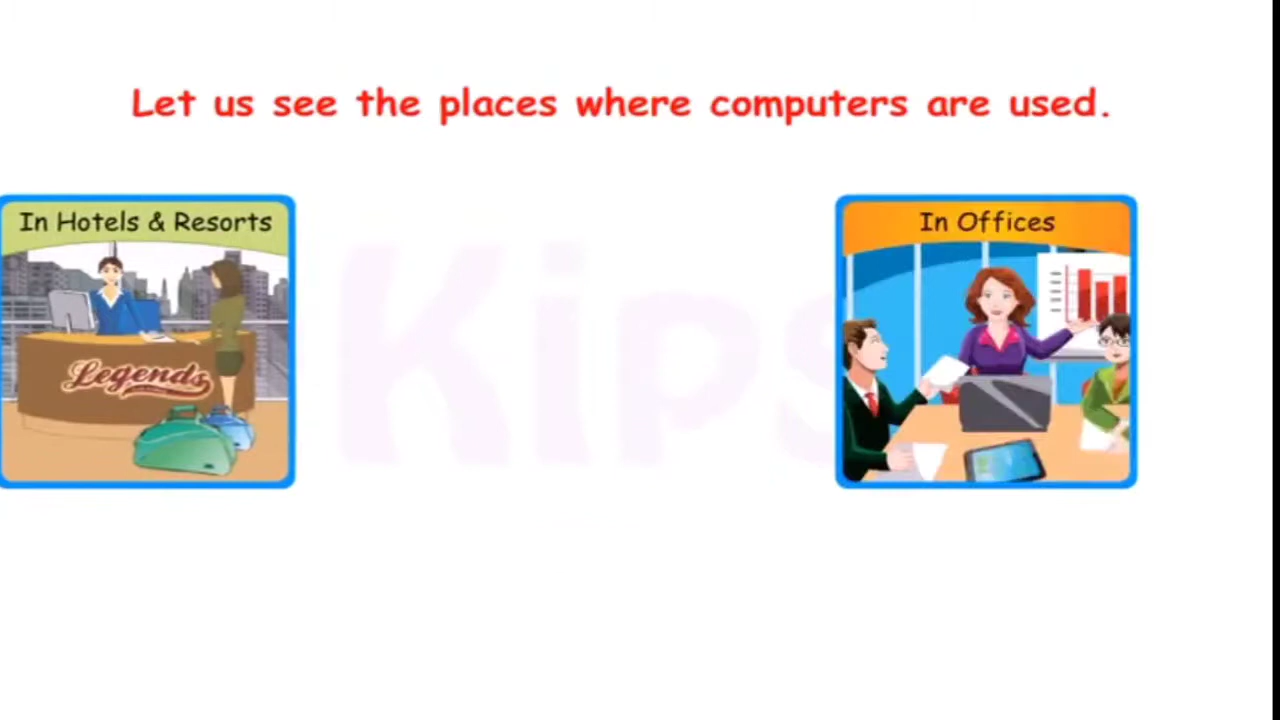 Let us see the places where computers are used.
In Hotels & Resorts
In Offices
Legends
Kips